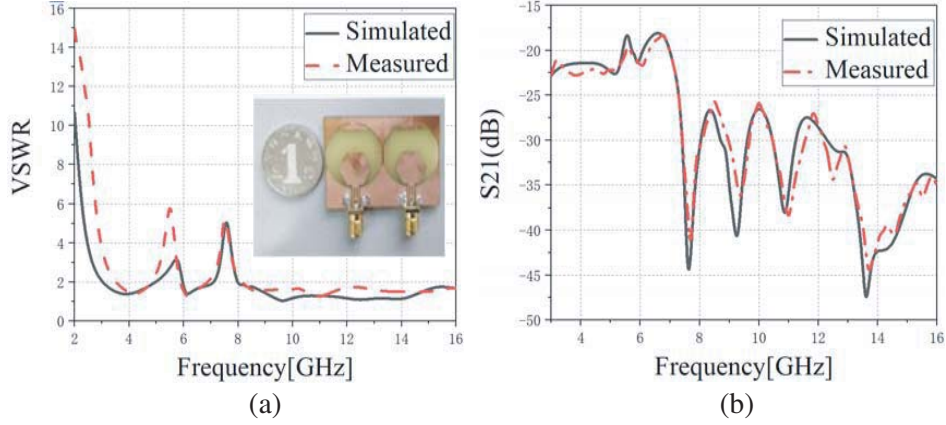 16
14
12
10
8
6
4
2
0
VSWR
Simulated
Measured
1
2 4 6 8 10 12 14 16
Frequency[GHz]
(a)
-15
-20
-25
-30
-35
-40
-45
-50
S21(dB)
Simulated
Measured
4 6 8 10 12 14 16
Frequency[GHz]
(b)